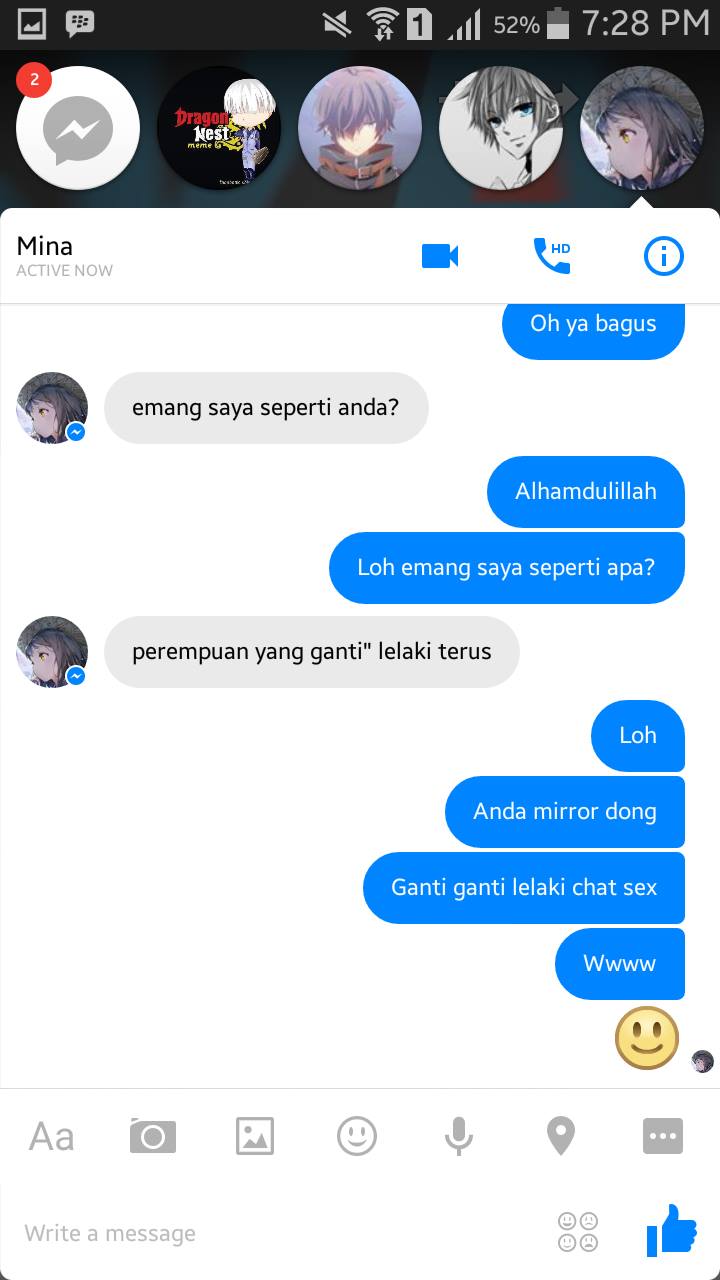 1 52% 7:28 PM
2
Dragon
Nest
meme
Mina
ACTIVE NOW
HD
Oh ya bagus
emang saya seperti anda?
Alhamdulillah
Loh emang saya seperti apa?
perempuan yang ganti" lelaki terus
Loh
Anda mirror dong
Ganti ganti lelaki chat sex
Wwww
Aa
Write a message